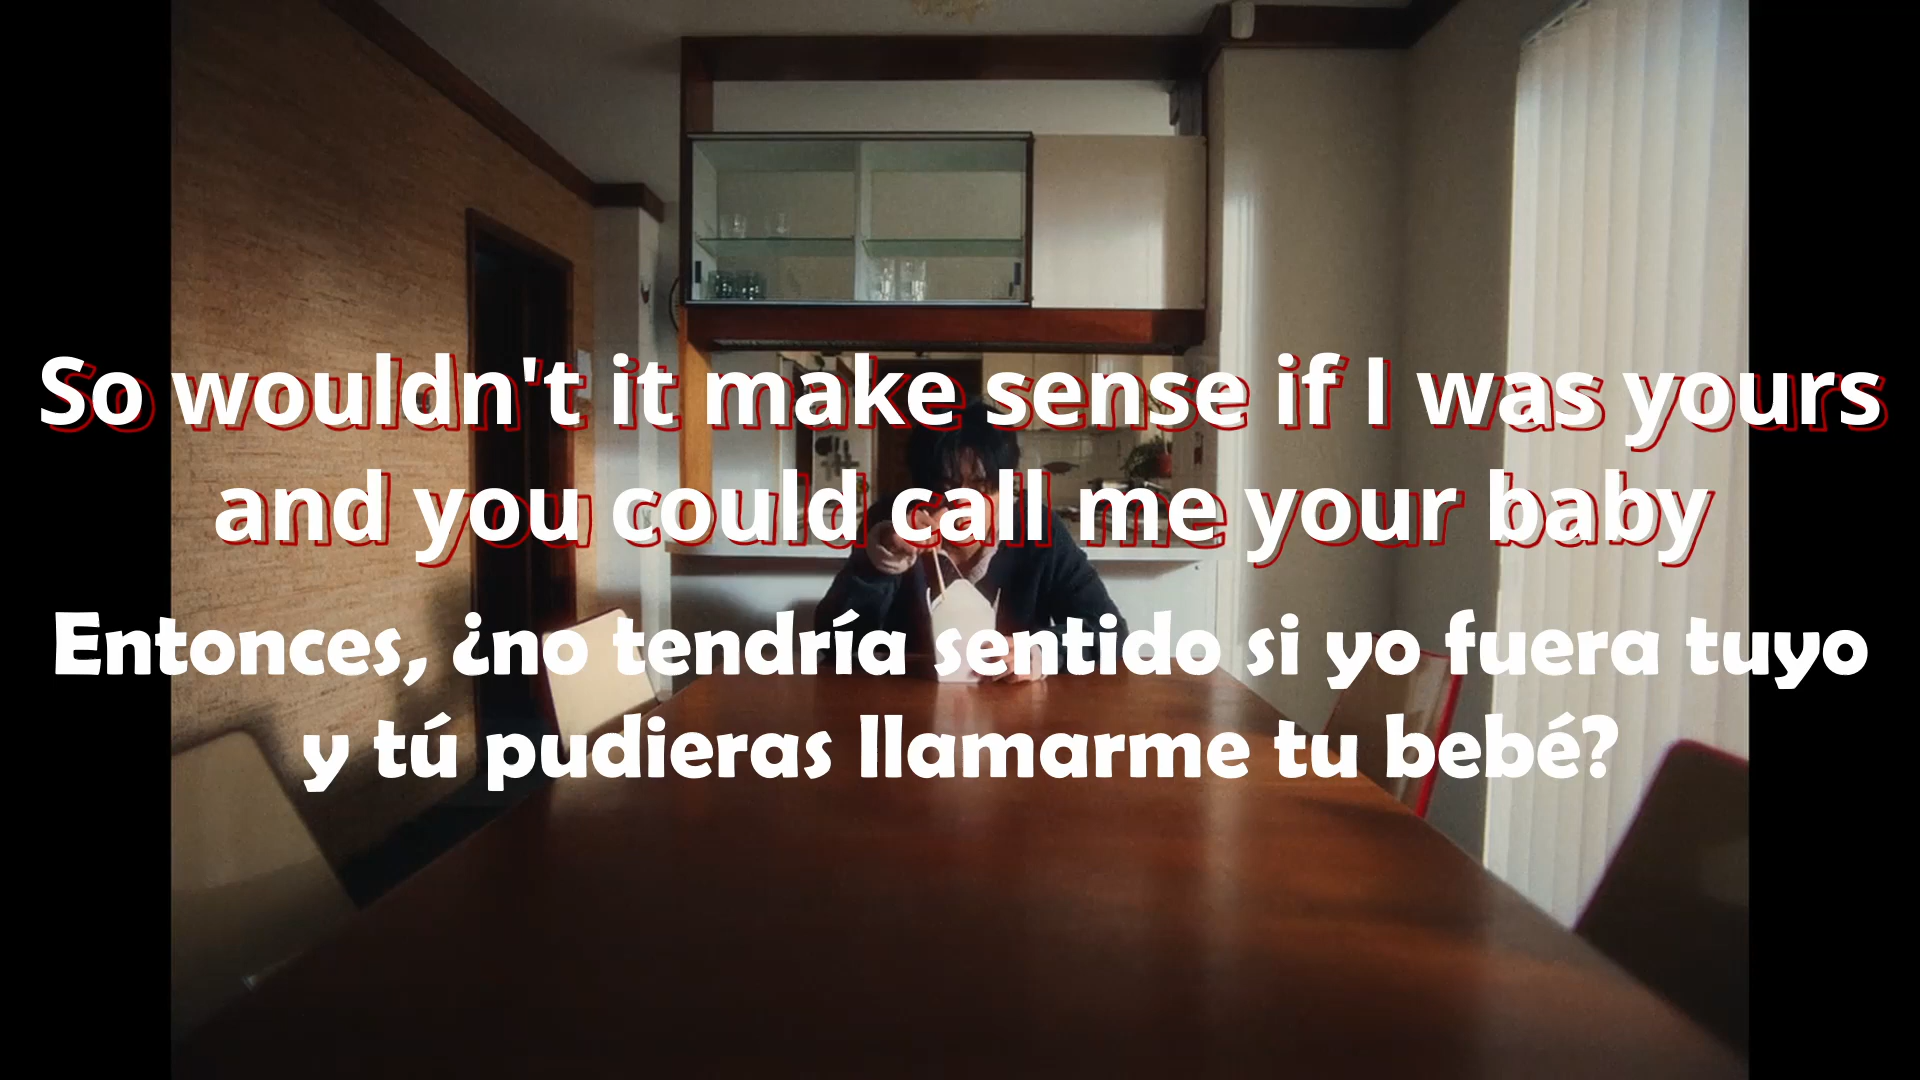 So wouldn't it make sense if I was yours
and you could call me your baby
Entonces, ¿no tendría sentido si yo fuera tuyo
y tú pudieras llamarme tu bebé?